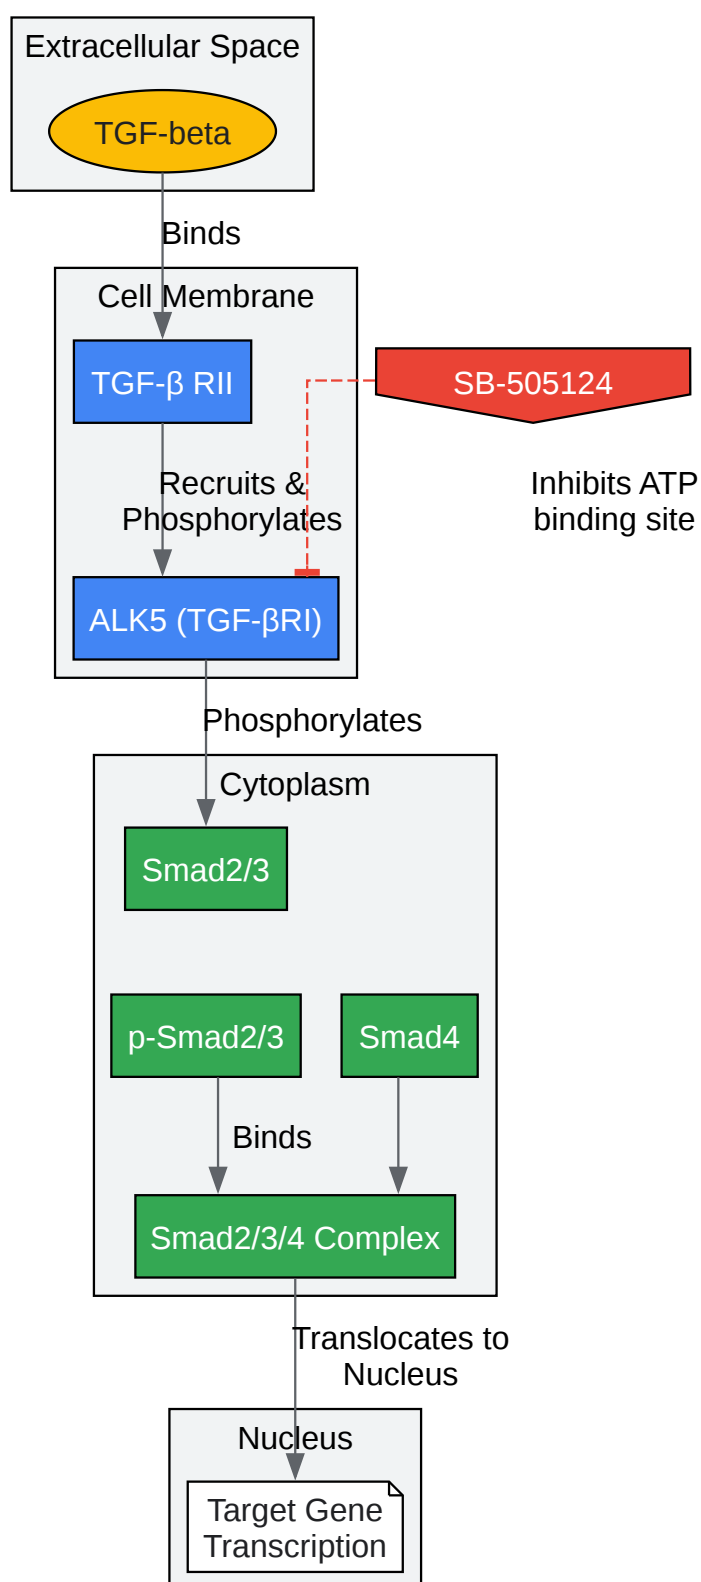 Extracellular Space
TGF-beta
Binds
Cell Membrane
TGF-β RII
SB-505124
Recruits &
Phosphorylates
Inhibits ATP
binding site
ALK5 (TGF-βRI)
Phosphorylates
Cytoplasm
Smad2/3
p-Smad2/3
Smad4
Binds
Smad2/3/4 Complex
Translocates to
Nucleus
Nucleus
Target Gene
Transcription